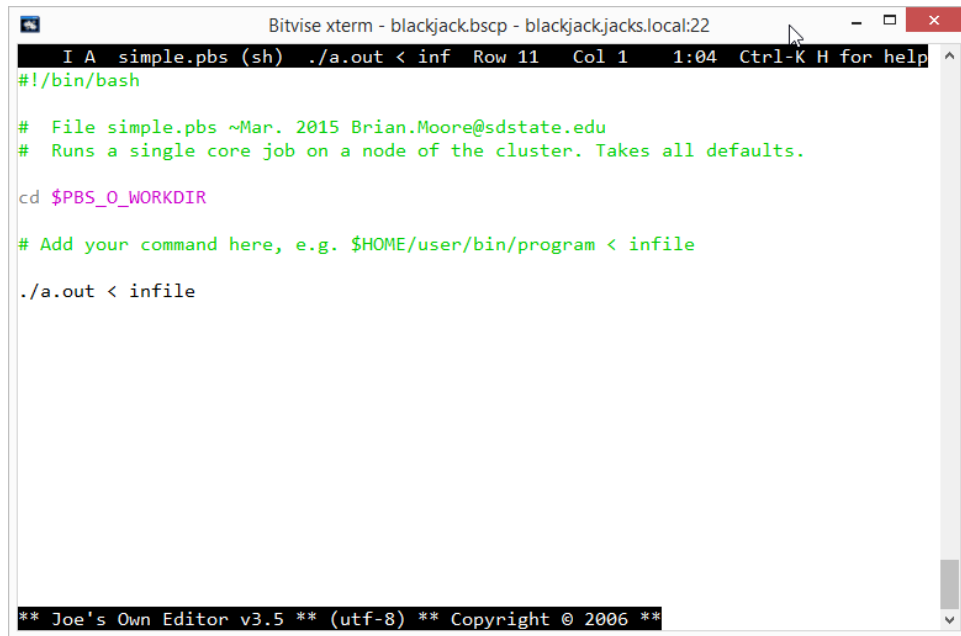 Bitvise xterm - blackjack.bscp - blackjack.jacks.local:22
I A simple.pbs (sh) ./a.out < inf Row 11 Col 1 1:04 Ctrl-K H for help
#!/bin/bash
# File simple.pbs ~Mar. 2015 Brian.Moore@sdstate.edu
# Runs a single core job on a node of the cluster. Takes all defaults.
cd $PBS_O_WORKDIR
# Add your command here, e.g. $HOME/user/bin/program < infile
./a.out < infile
** Joe's Own Editor v3.5 ** (utf-8) ** Copyright © 2006 **